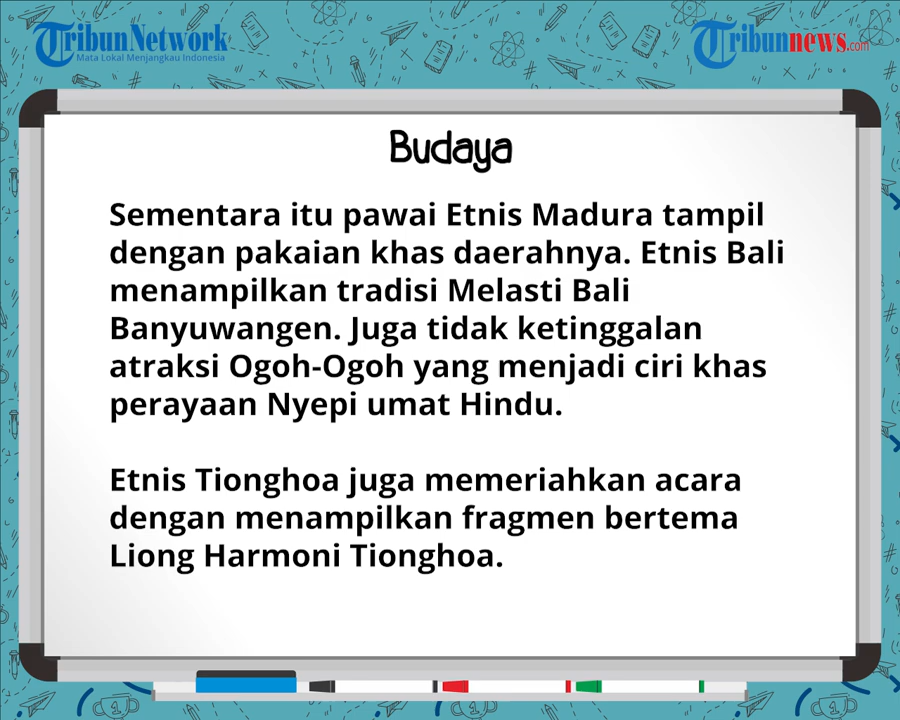 TribunNetwork
Mata Lokal Menjangkau Indonesia
Tribunnews.com
Budaya
Sementara itu pawai Etnis Madura tampil
dengan pakaian khas daerahnya. Etnis Bali
menampilkan tradisi Melasti Bali
Banyuwangen. Juga tidak ketinggalan
atraksi Ogoh-Ogoh yang menjadi ciri khas
perayaan Nyepi umat Hindu.
Etnis Tionghoa juga memeriahkan acara
dengan menampilkan fragmen bertema
Liong Harmoni Tionghoa.